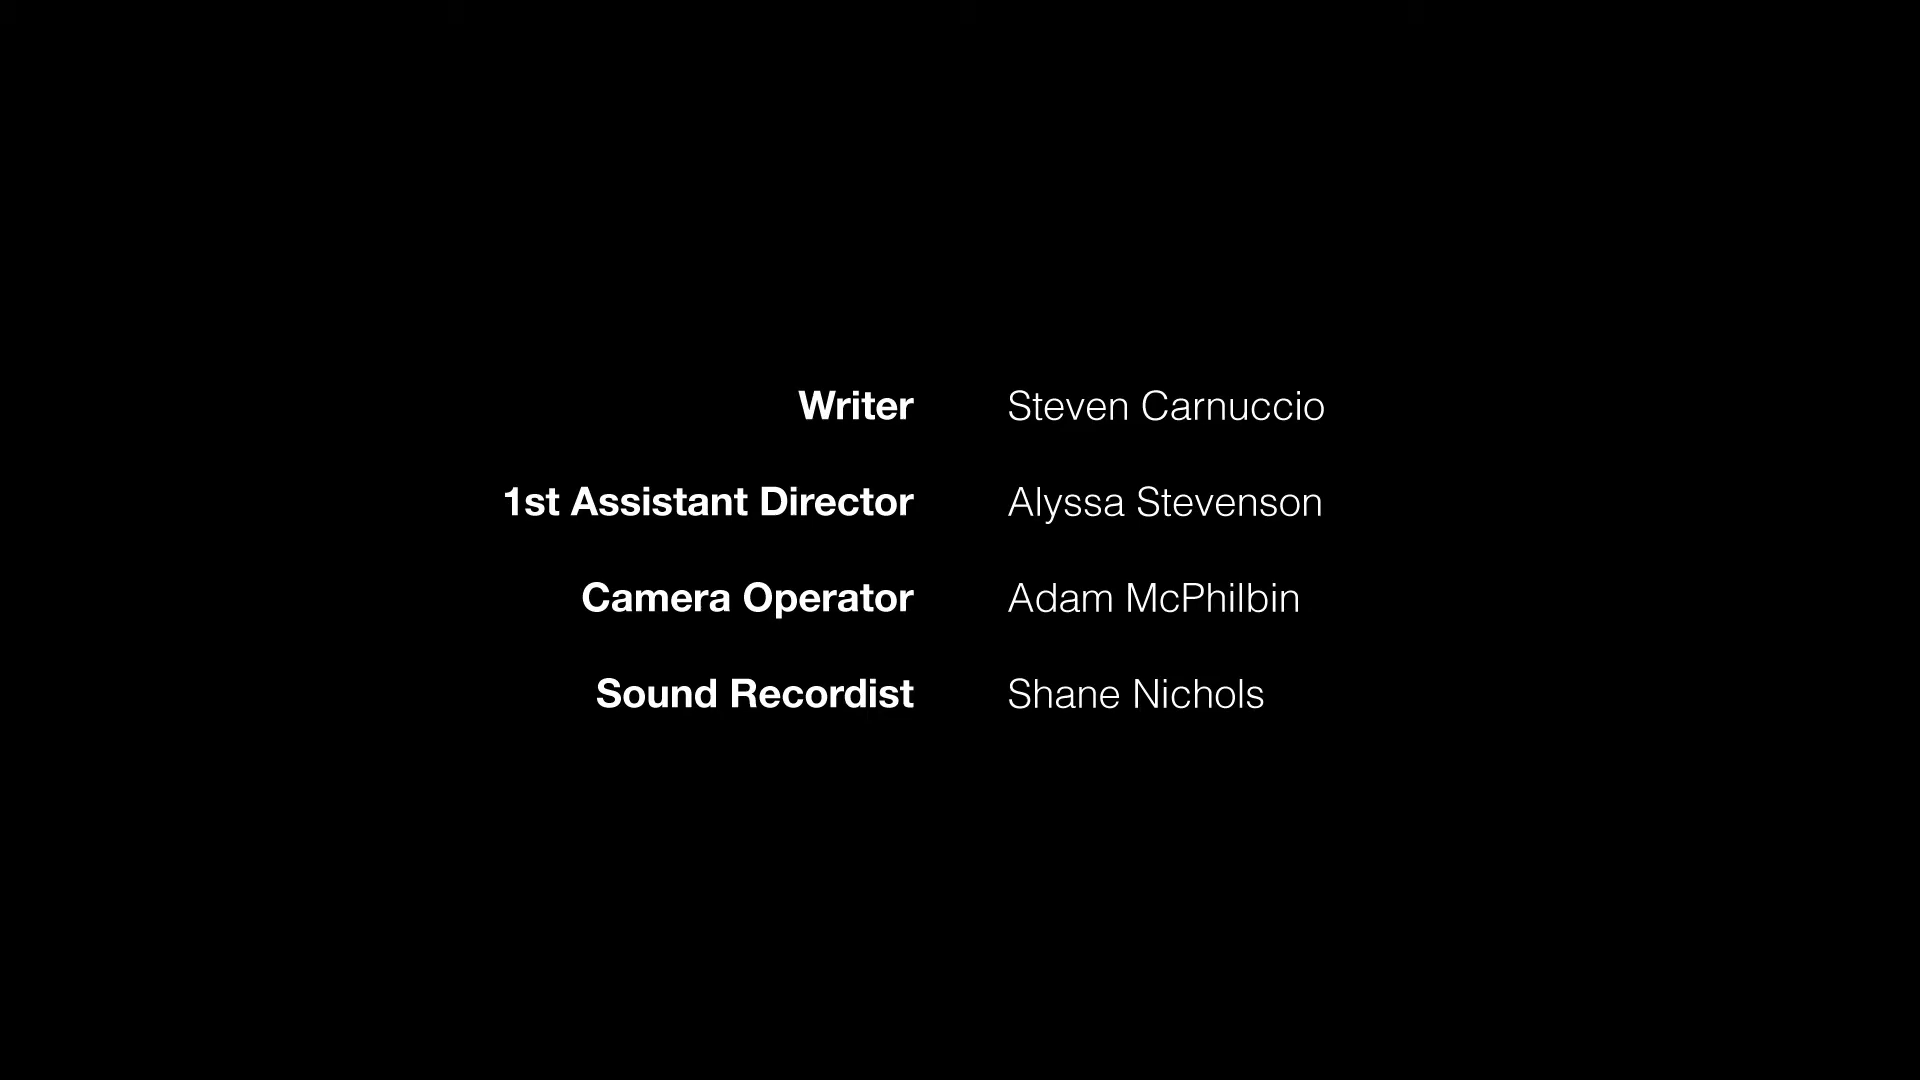 Writer Steven Carnuccio
1st Assistant Director Alyssa Stevenson
Camera Operator Adam McPhilbin
Sound Recordist Shane Nichols